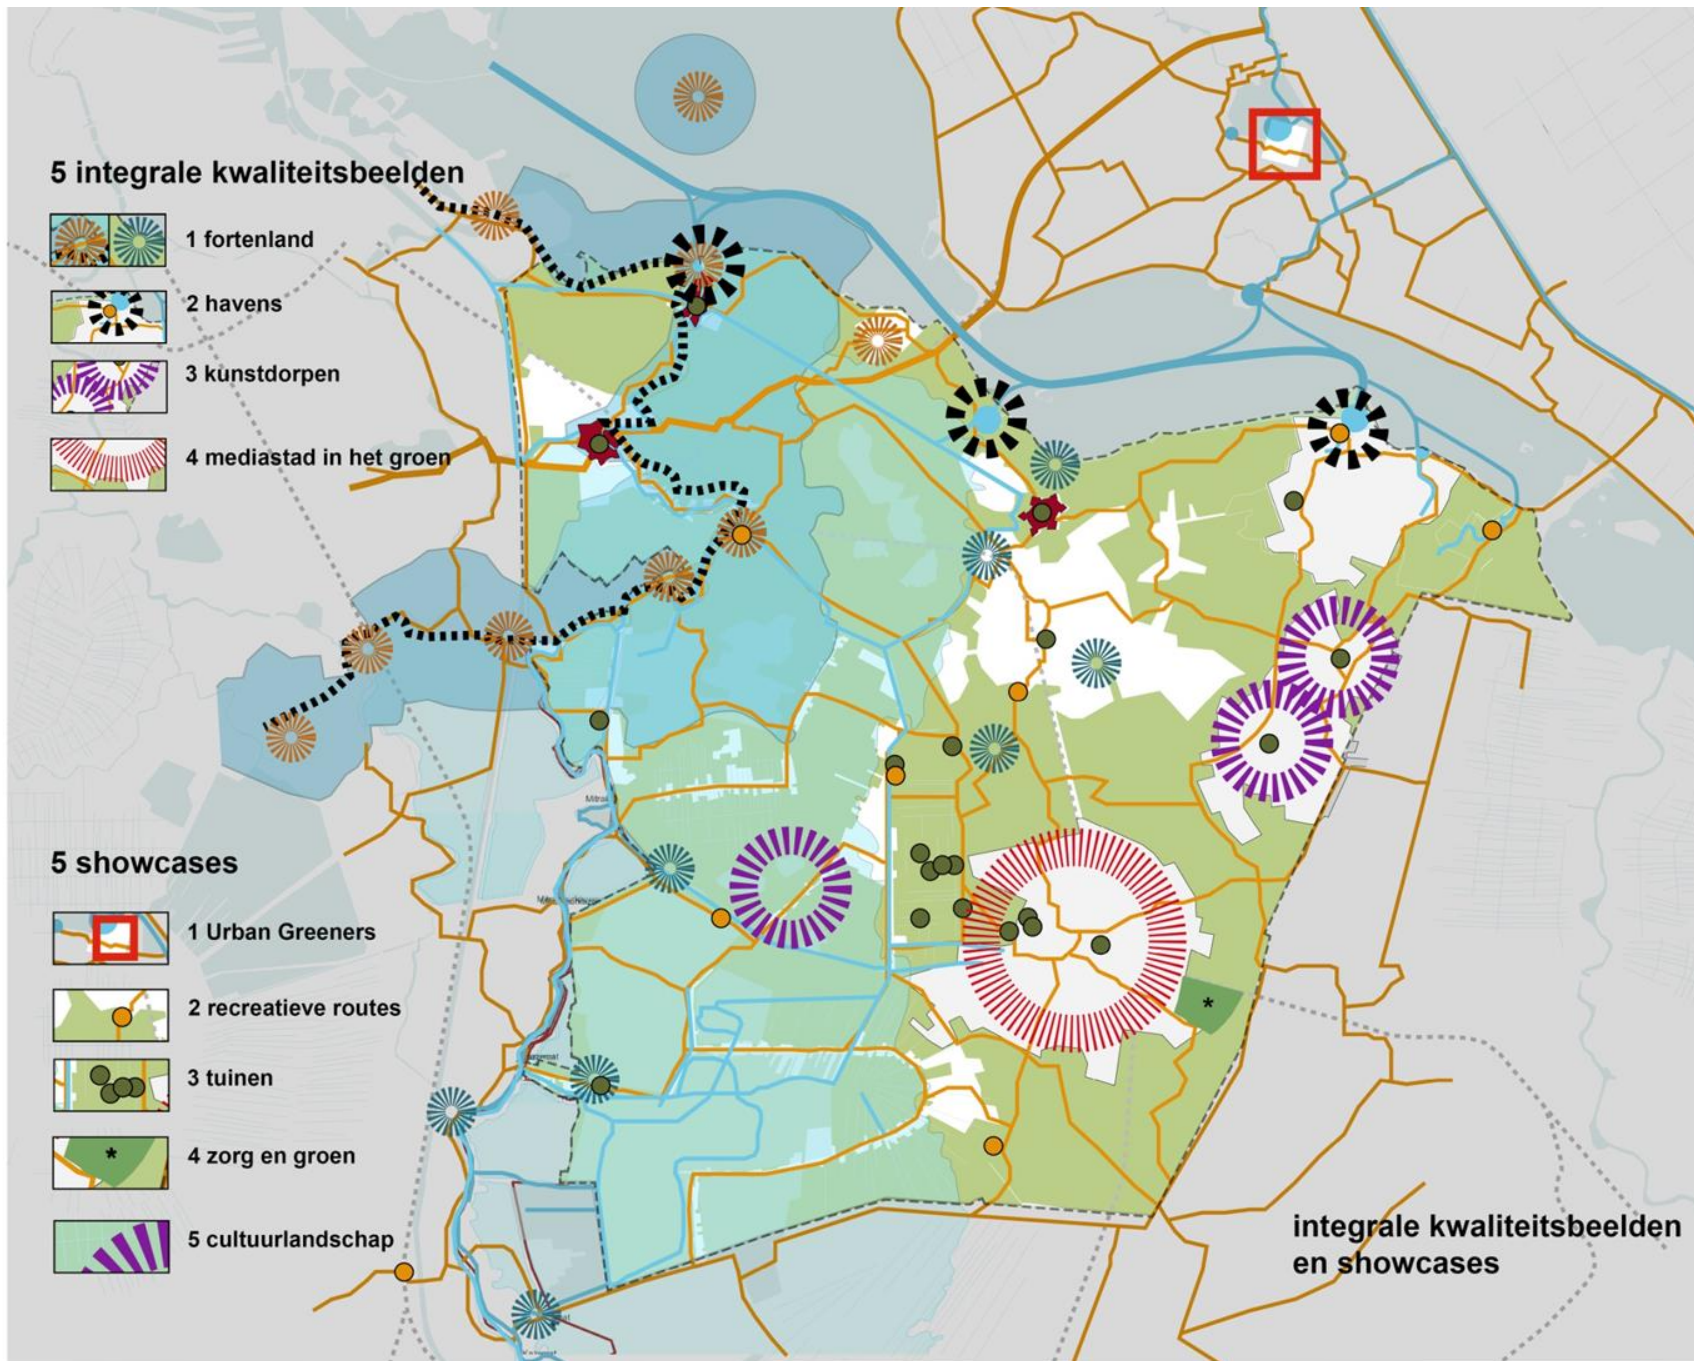 5 integrale kwaliteitsbeelden
1 fortenland
2 havens
3 kunstdorpen
4 mediastad in het groen
5 showcases
1 Urban Greeners
2 recreatieve routes
3 tuinen
*
4 zorg en groen
5 cultuurlandschap
*
integrale kwaliteitsbeelden
en showcases